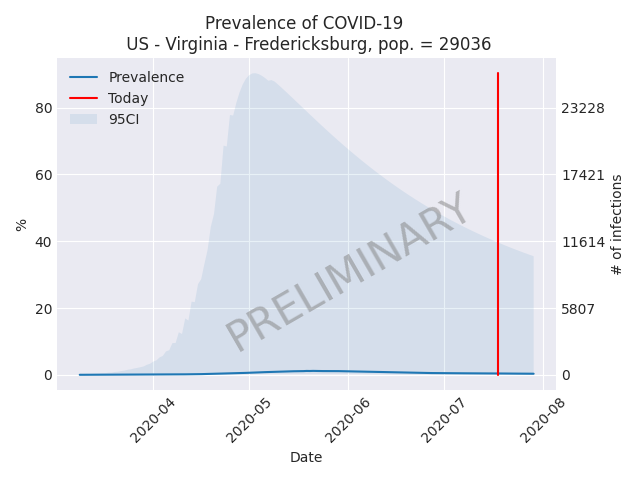 Prevalence of COVID-19
US - Virginia - Fredericksburg, pop. = 29036
Prevalence
Today
95CI
80
60
40
20
0
%
23228
17421
11614
5807
0
# of infections
PRELIMINARY
2020-04
2020-05
2020-06
2020-07
2020-08
Date